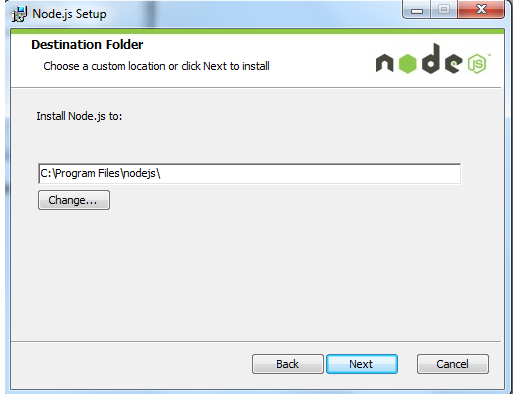 Node.js Setup
Destination Folder
Choose a custom location or click Next to install
node JS
Install Node.js to:
C:\Program Files\nodejs\
Change...
Back Next Cancel